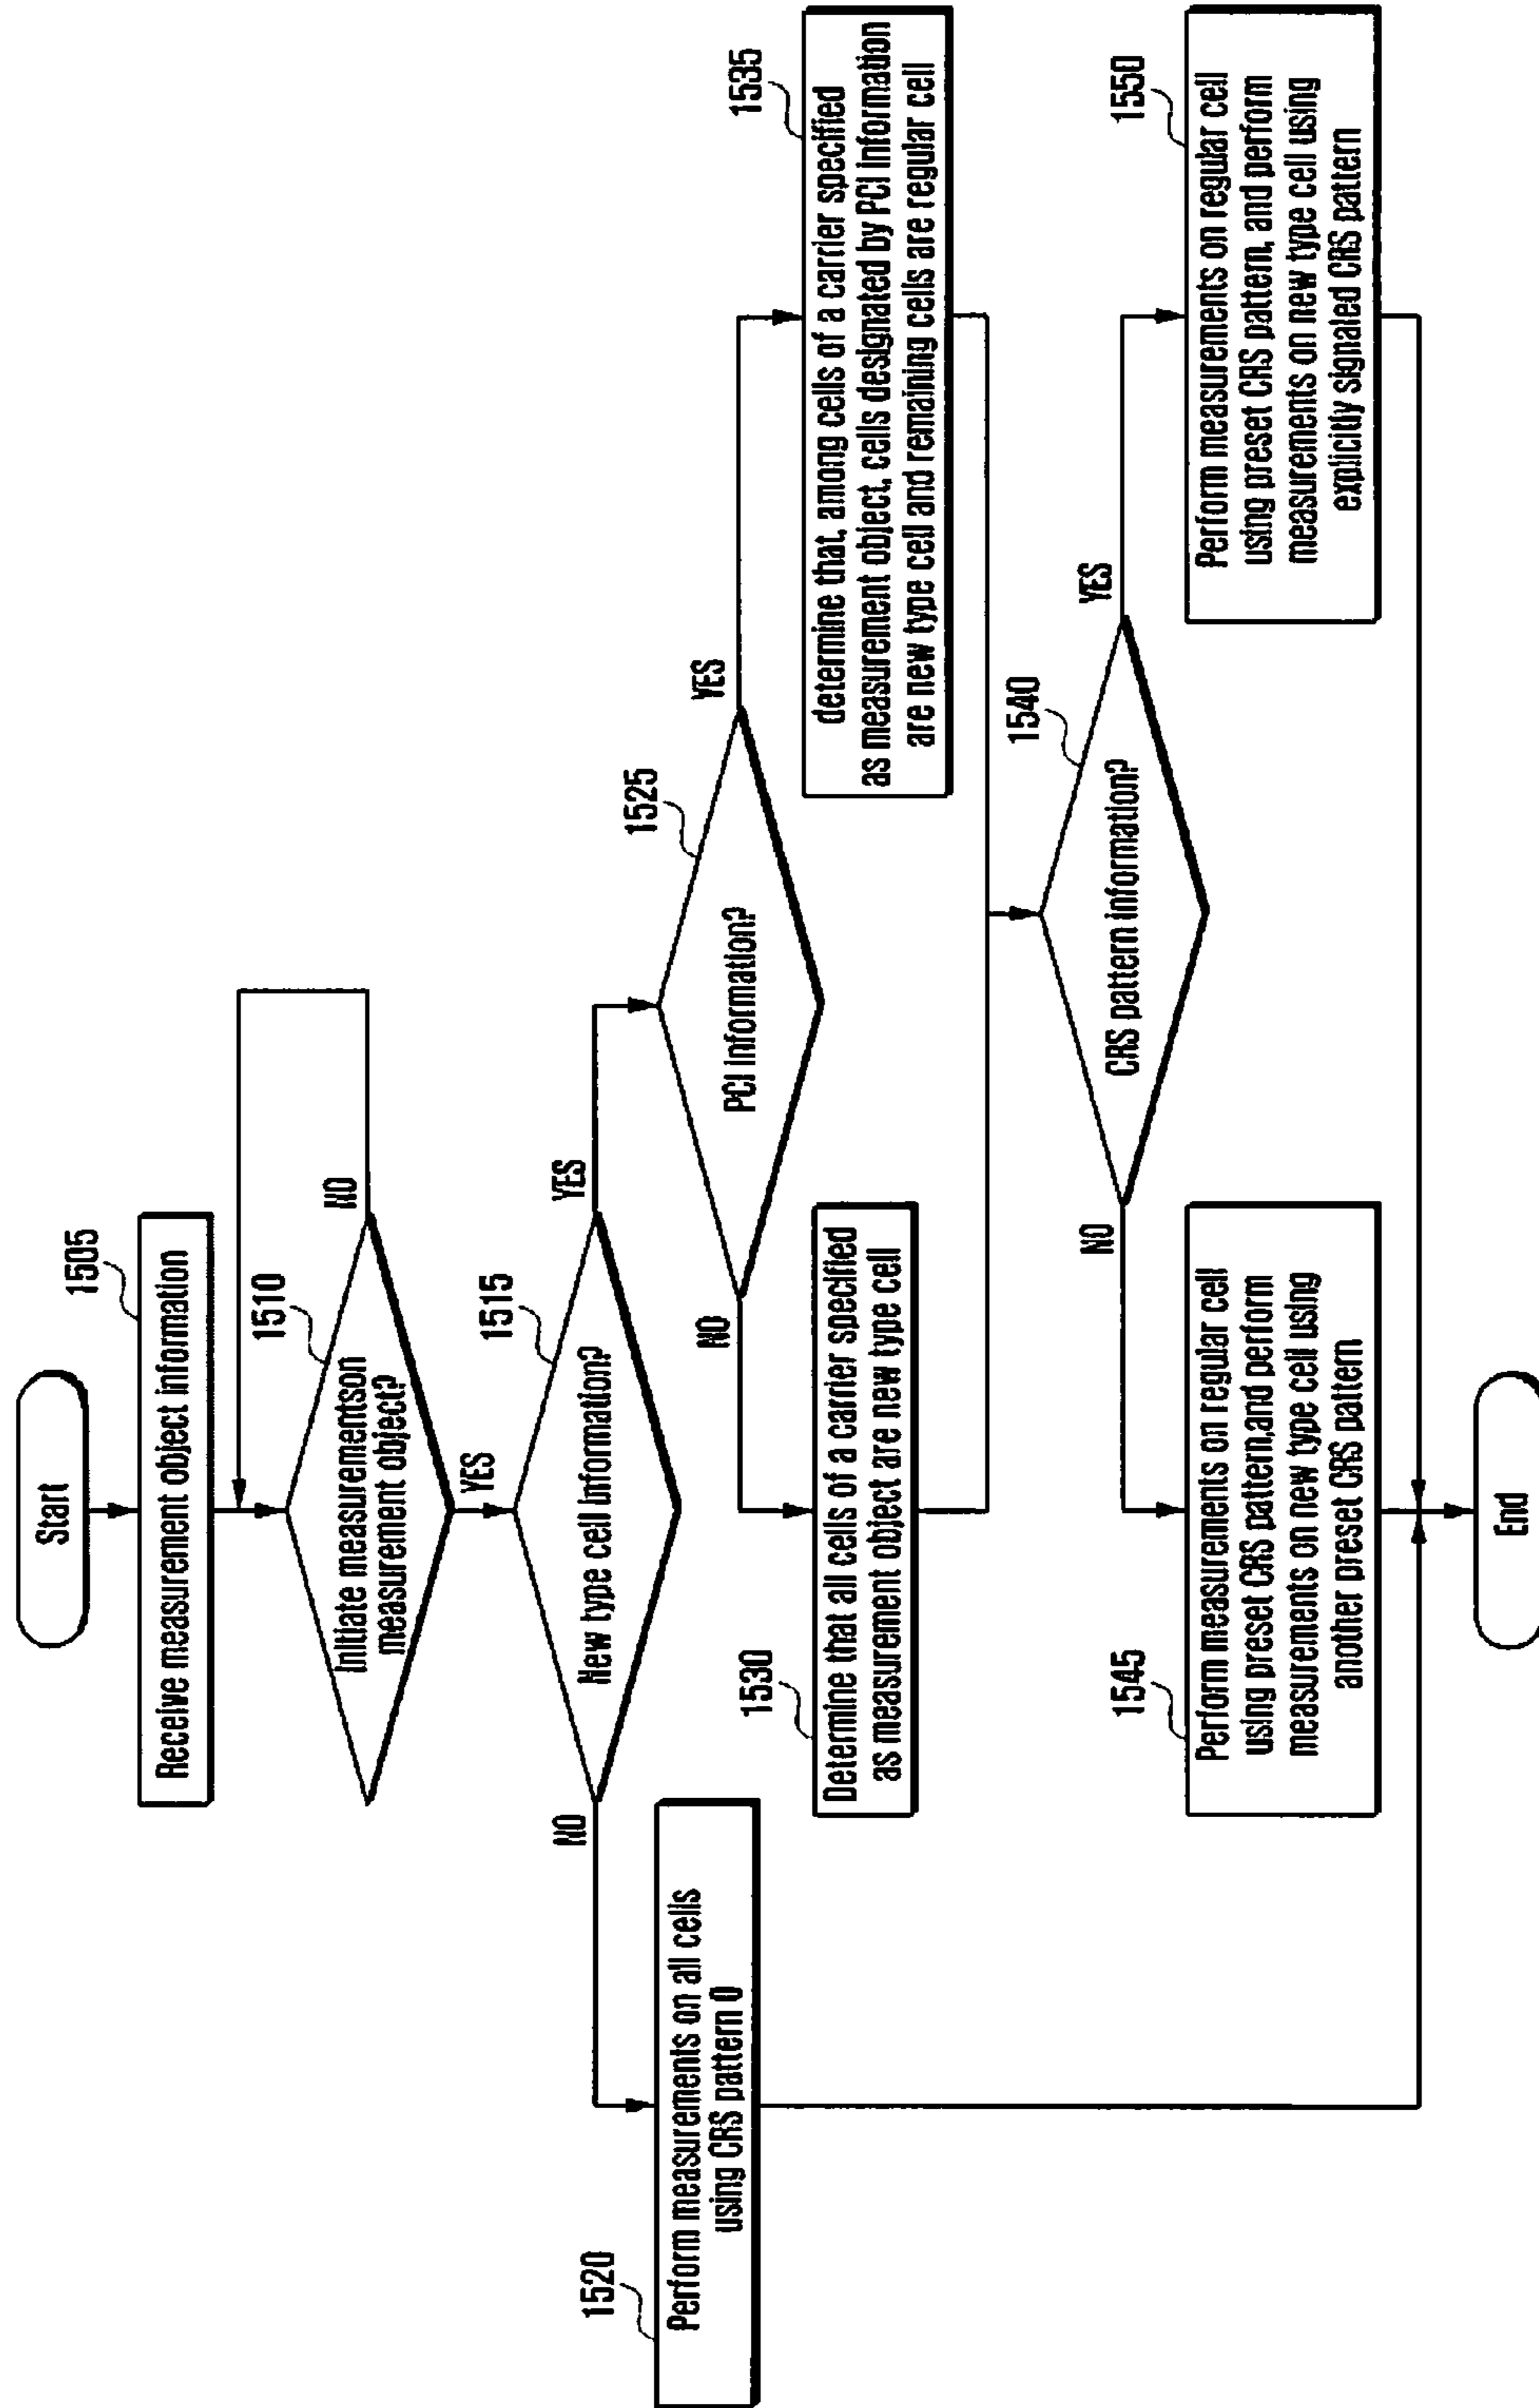 Start
1505
Receive measurement object information
1510
Initiate measurementson
measurement object?
NO
YES
1515
New type cell information?
NO
YES
1520
Perform measurements on all cells
using CRS pattern 0
1525
PCI information?
NO
YES
1530
Determine that all cells of a carrier specified
as measurement object are new type cell
1535
determine that, among cells of a carrier specified
as measurement object, cells designated by PCI information
are new type cell and remaining cells are regular cell
1540
CRS pattern information?
NO
YES
1545
Perform measurements on regular cell
using preset CRS pattern,and perform
measurements on new type cell using
another preset CRS pattern
1550
Perform measurements on regular cell
using preset CRS pattern, and perform
measurements on new type cell using
explicitly signaled CRS pattern
End